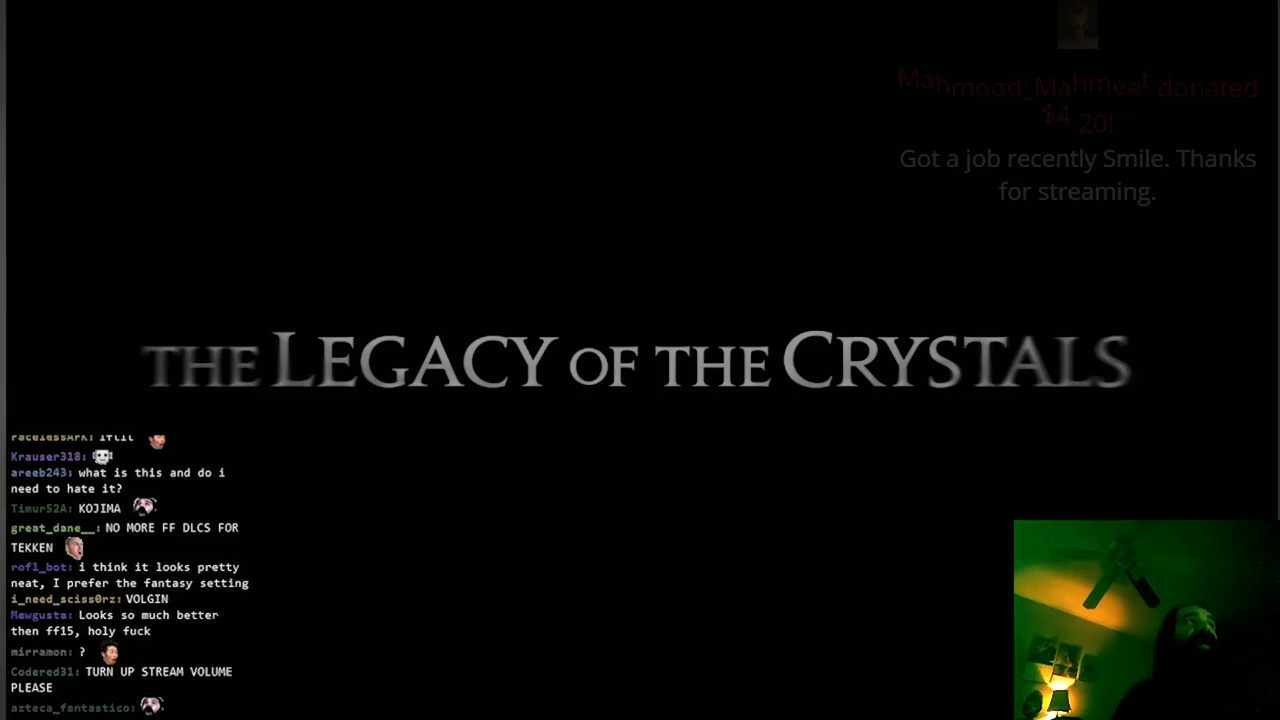 Mahmood_Mahmeet donated
$4.20!
Got a job recently Smile. Thanks
for streaming.
THE LEGACY OF THE CRYSTALS
FacelessArk: IfLit
Krauser318:
areeb243: what is this and do i
need to hate it?
Timur52A: KOJIMA
great_dane__: NO MORE FF DLCS FOR
TEKKEN
rofl_bot: i think it looks pretty
neat, I prefer the fantasy setting
i_need_sciss0rz: VOLGIN
Mewgusta: Looks so much better
then ff15, holy fuck
mirramon: ?
Codered31: TURN UP STREAM VOLUME
PLEASE
azteca_fantastico: